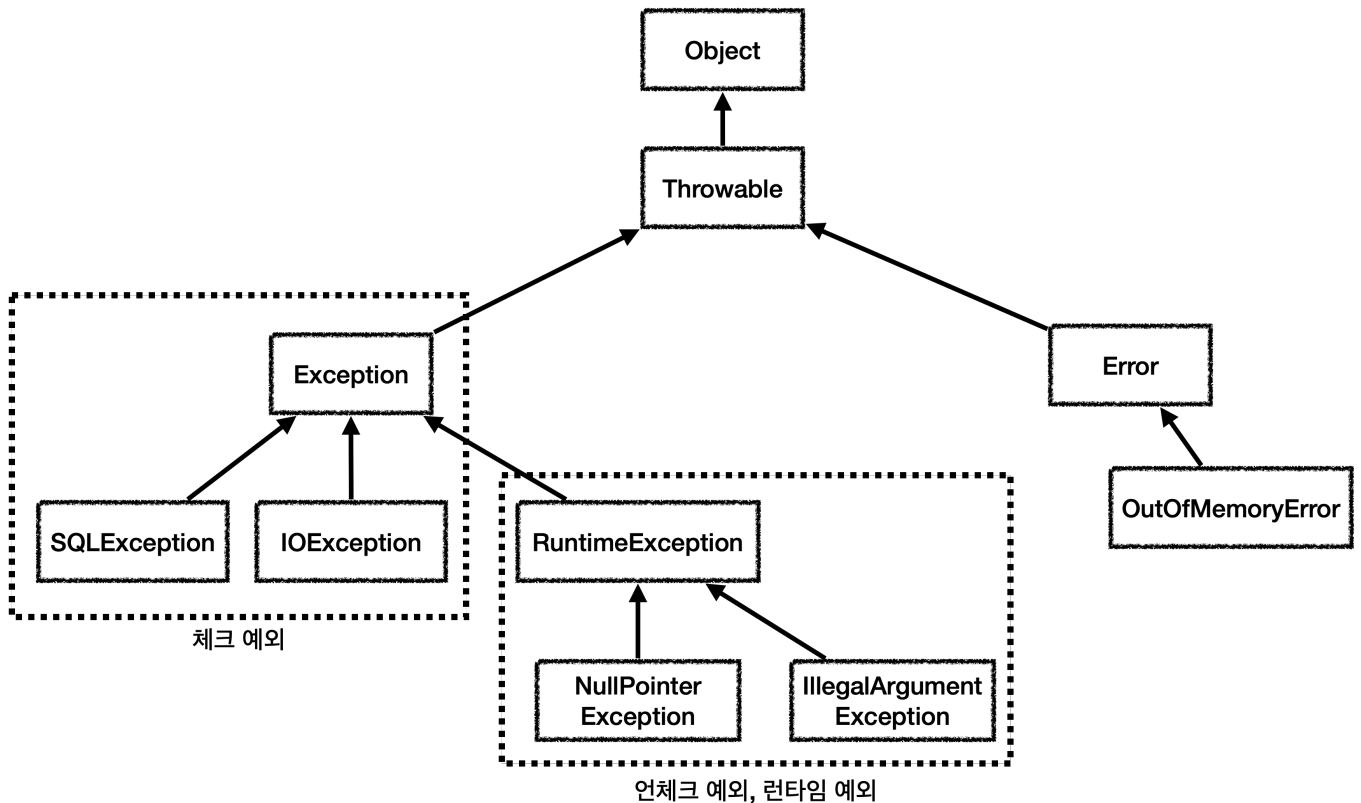 Object
Throwable
Exception
Error
SQLException
IOException
RuntimeException
OutOfMemoryError
체크 예외
NullPointer
Exception
IllegalArgument
Exception
언체크 예외, 런타임 예외